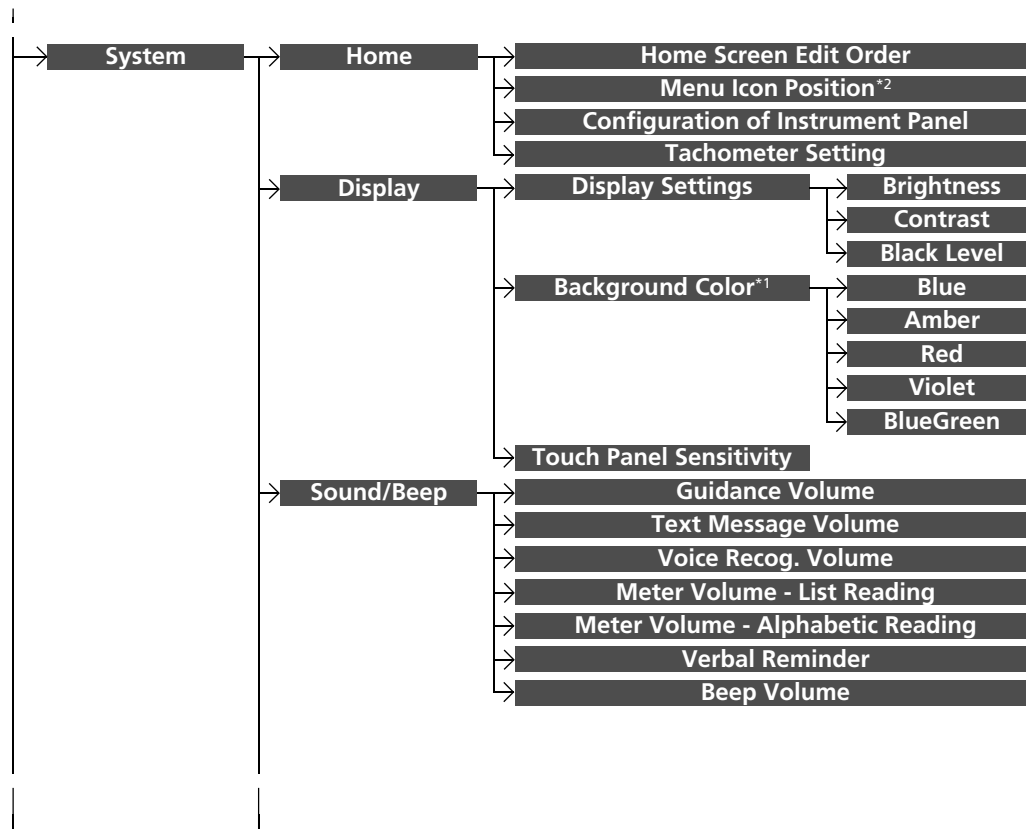 System
Home
Home Screen Edit Order
Menu Icon Position*2
Configuration of Instrument Panel
Tachometer Setting
Display
Display Settings
Brightness
Contrast
Black Level
Background Color*1
Blue
Amber
Red
Violet
BlueGreen
Touch Panel Sensitivity
Sound/Beep
Guidance Volume
Text Message Volume
Voice Recog. Volume
Meter Volume - List Reading
Meter Volume - Alphabetic Reading
Verbal Reminder
Beep Volume